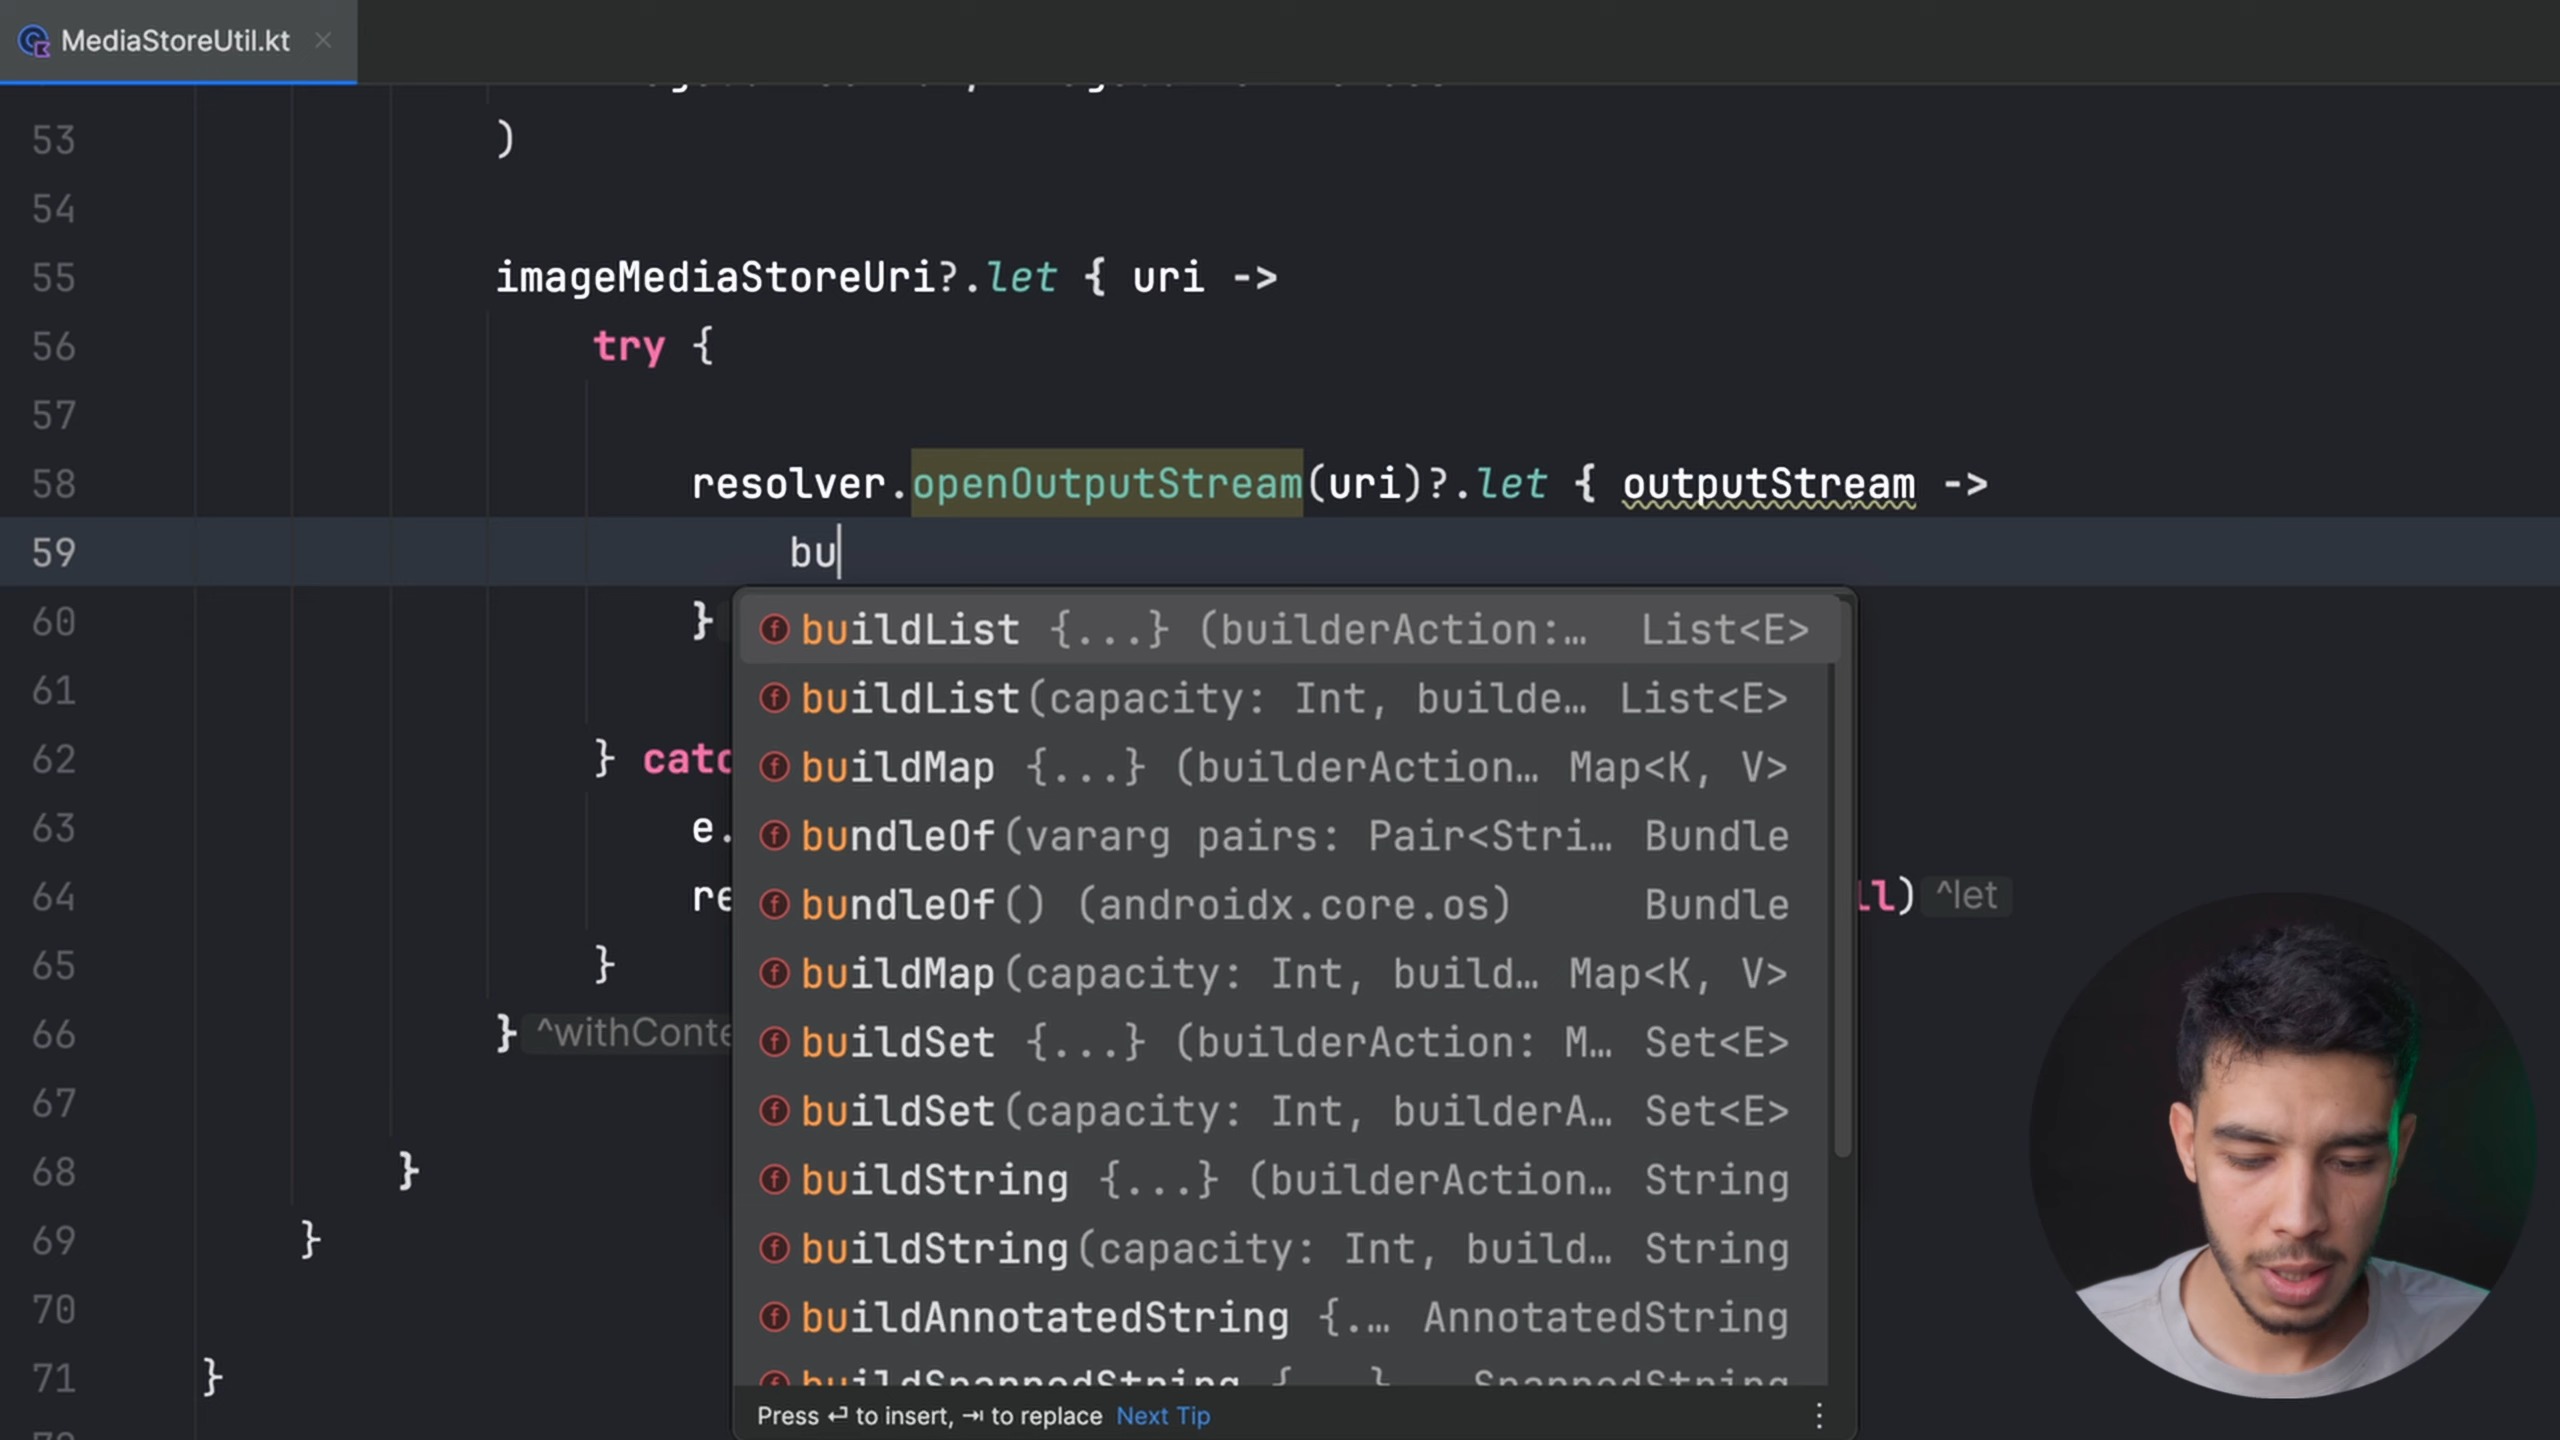 MediaStoreUtil.kt
53 )
54
55 imageMediaStoreUri?.let { uri ->
56 try {
57
58 resolver.openOutputStream(uri)?.let { outputStream ->
59 bu
60 }
buildList {...} (builderAction:… List<E>
61
buildList(capacity: Int, builde… List<E>
62 } catc
buildMap {...} (builderAction… Map<K, V>
63 e.
bundleOf(vararg pairs: Pair<Stri… Bundle
64 re
bundleOf() (androidx.core.os) Bundle
ll) ^let
65 }
buildMap(capacity: Int, build… Map<K, V>
66 } ^withConte
buildSet {...} (builderAction: M… Set<E>
67
buildSet(capacity: Int, builderA… Set<E>
68 }
buildString {...} (builderAction… String
69 }
buildString(capacity: Int, build… String
70
buildAnnotatedString {.… AnnotatedString
71 }
buildSpannedString {...} SpannedString
Press ⏎ to insert, ⇥ to replace Next Tip